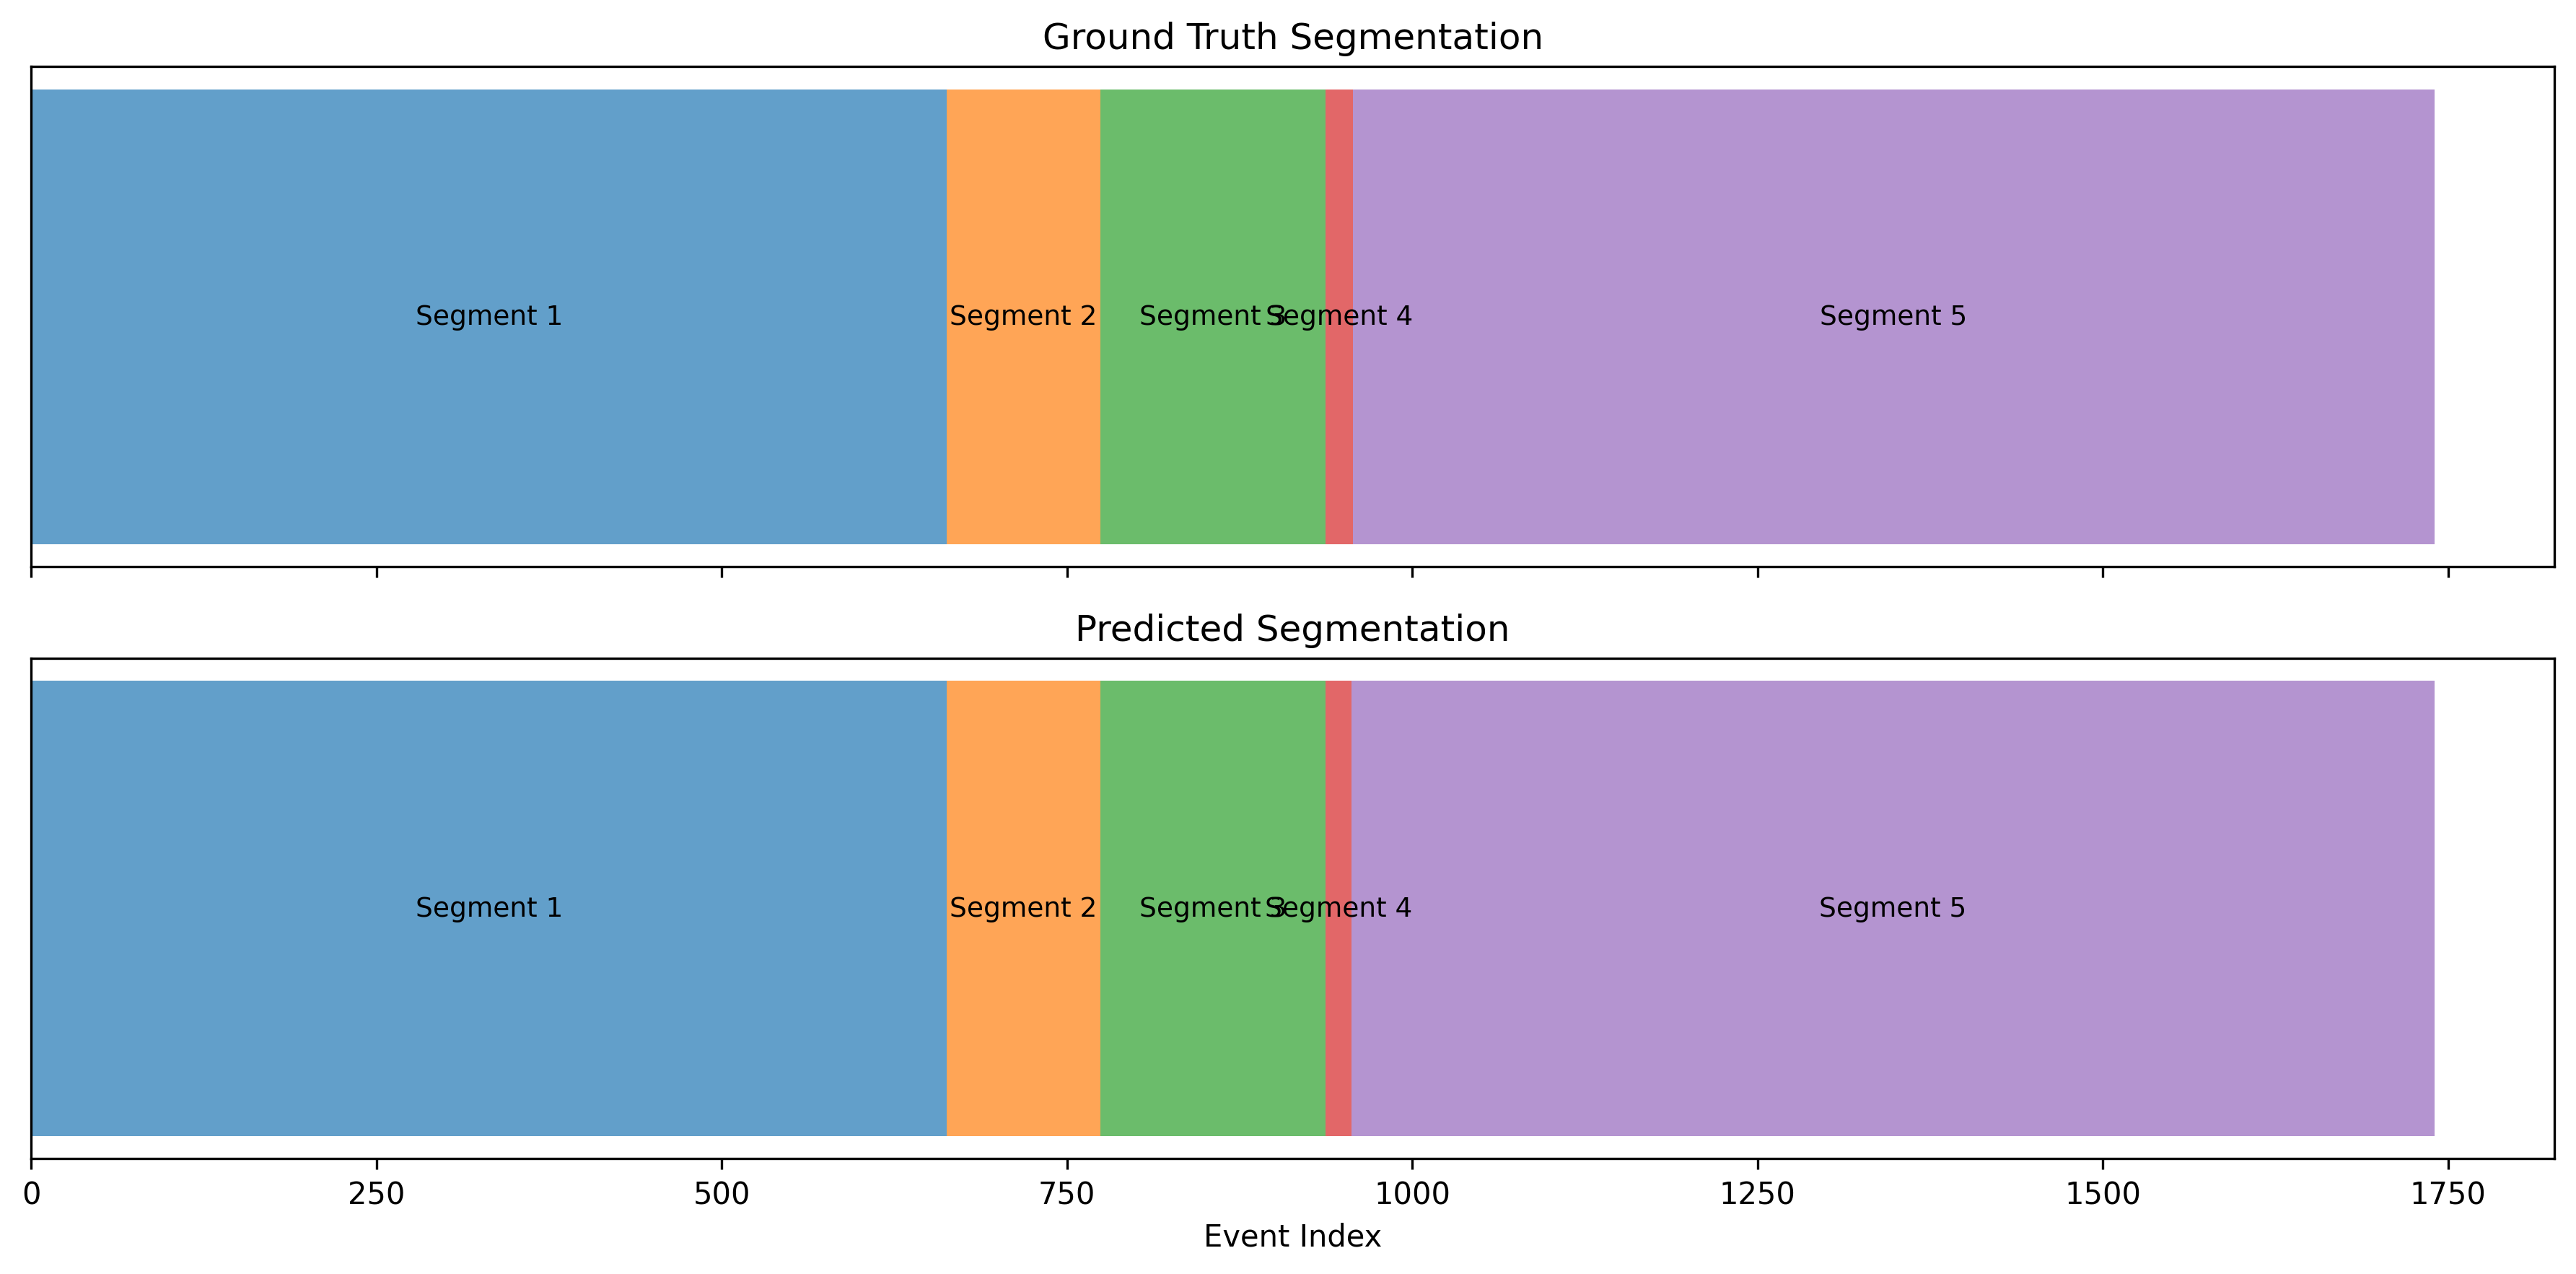 Ground Truth Segmentation
Segment 1 Segment 2 Segment 3 Segment 4 Segment 5
Predicted Segmentation
Segment 1 Segment 2 Segment 3 Segment 4 Segment 5
0 250 500 750 1000 1250 1500 1750
Event Index